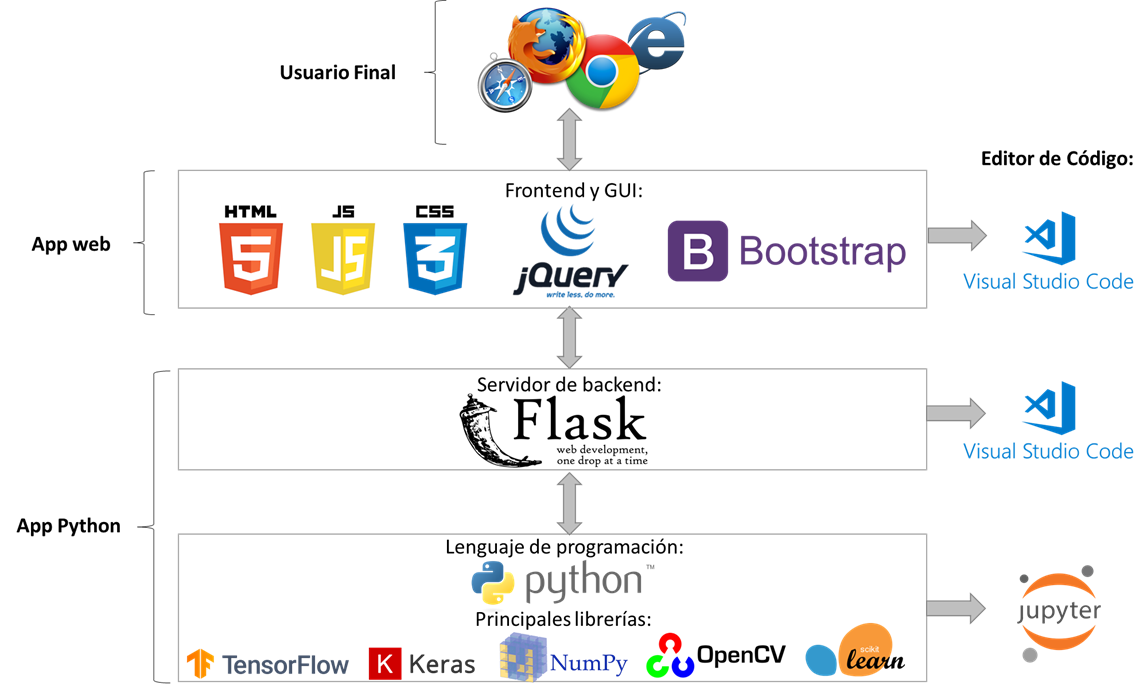 Usuario Final
Editor de Código:
App web
Frontend y GUI:
HTML
5
JS
JS
CSS
3
jQuery
write less, do more.
B
Bootstrap
Visual Studio Code
Servidor de backend:
Flask
web development,
one drop at a time
Visual Studio Code
App Python
Lenguaje de programación:
python™
Principales librerías:
TensorFlow
K Keras
NumPy
OpenCV
scikit
learn
jupyter